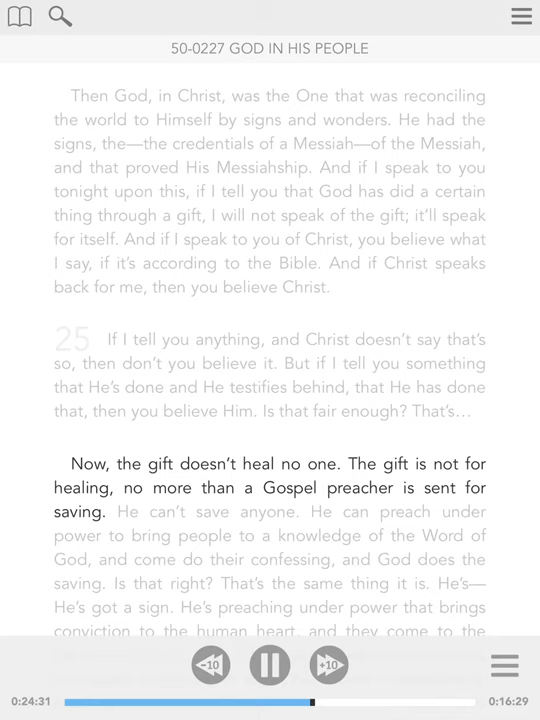 50-0227 GOD IN HIS PEOPLE
Then God, in Christ, was the One that was reconciling
the world to Himself by signs and wonders. He had the
signs, the—the credentials of a Messiah—of the Messiah,
and that proved His Messiahship. And if I speak to you
tonight upon this, if I tell you that God has did a certain
thing through a gift, I will not speak of the gift; it’ll speak
for itself. And if I speak to you of Christ, you believe what
I say, if it’s according to the Bible. And if Christ speaks
back for me, then you believe Christ.
25 If I tell you anything, and Christ doesn’t say that’s
so, then don’t you believe it. But if I tell you something
that He’s done and He testifies behind, that He has done
that, then you believe Him. Is that fair enough? That’s…
Now, the gift doesn’t heal no one. The gift is not for
healing, no more than a Gospel preacher is sent for
saving. He can’t save anyone. He can preach under
power to bring people to a knowledge of the Word of
God, and come do their confessing, and God does the
saving. Is that right? That’s the same thing it is. He’s—
He’s got a sign. He’s preaching under power that brings
conviction to the human heart, and they come to the
-10 +10
0:24:31 0:16:29